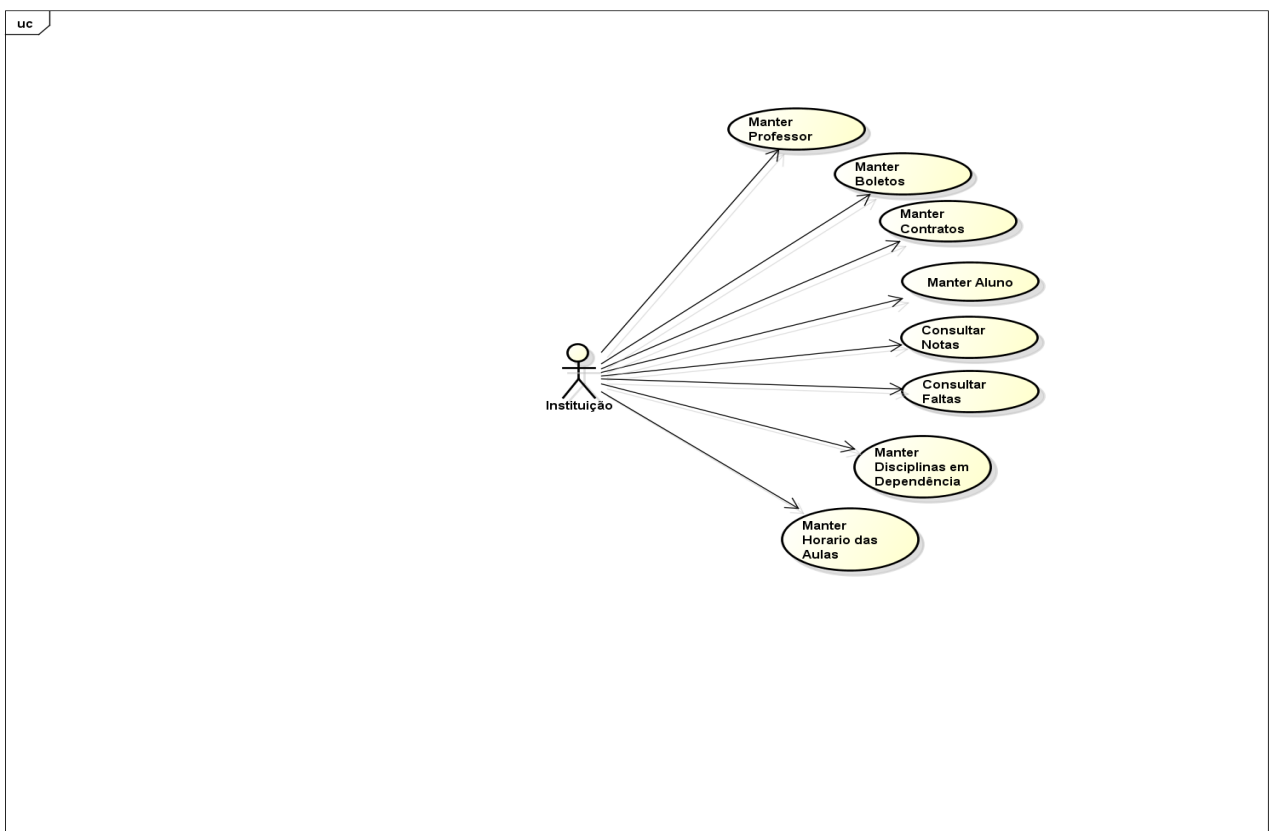 uc
Manter
Professor
Manter
Boletos
Manter
Contratos
Manter Aluno
Consultar
Notas
Consultar
Faltas
Instituição
Manter
Disciplinas em
Dependência
Manter
Horario das
Aulas